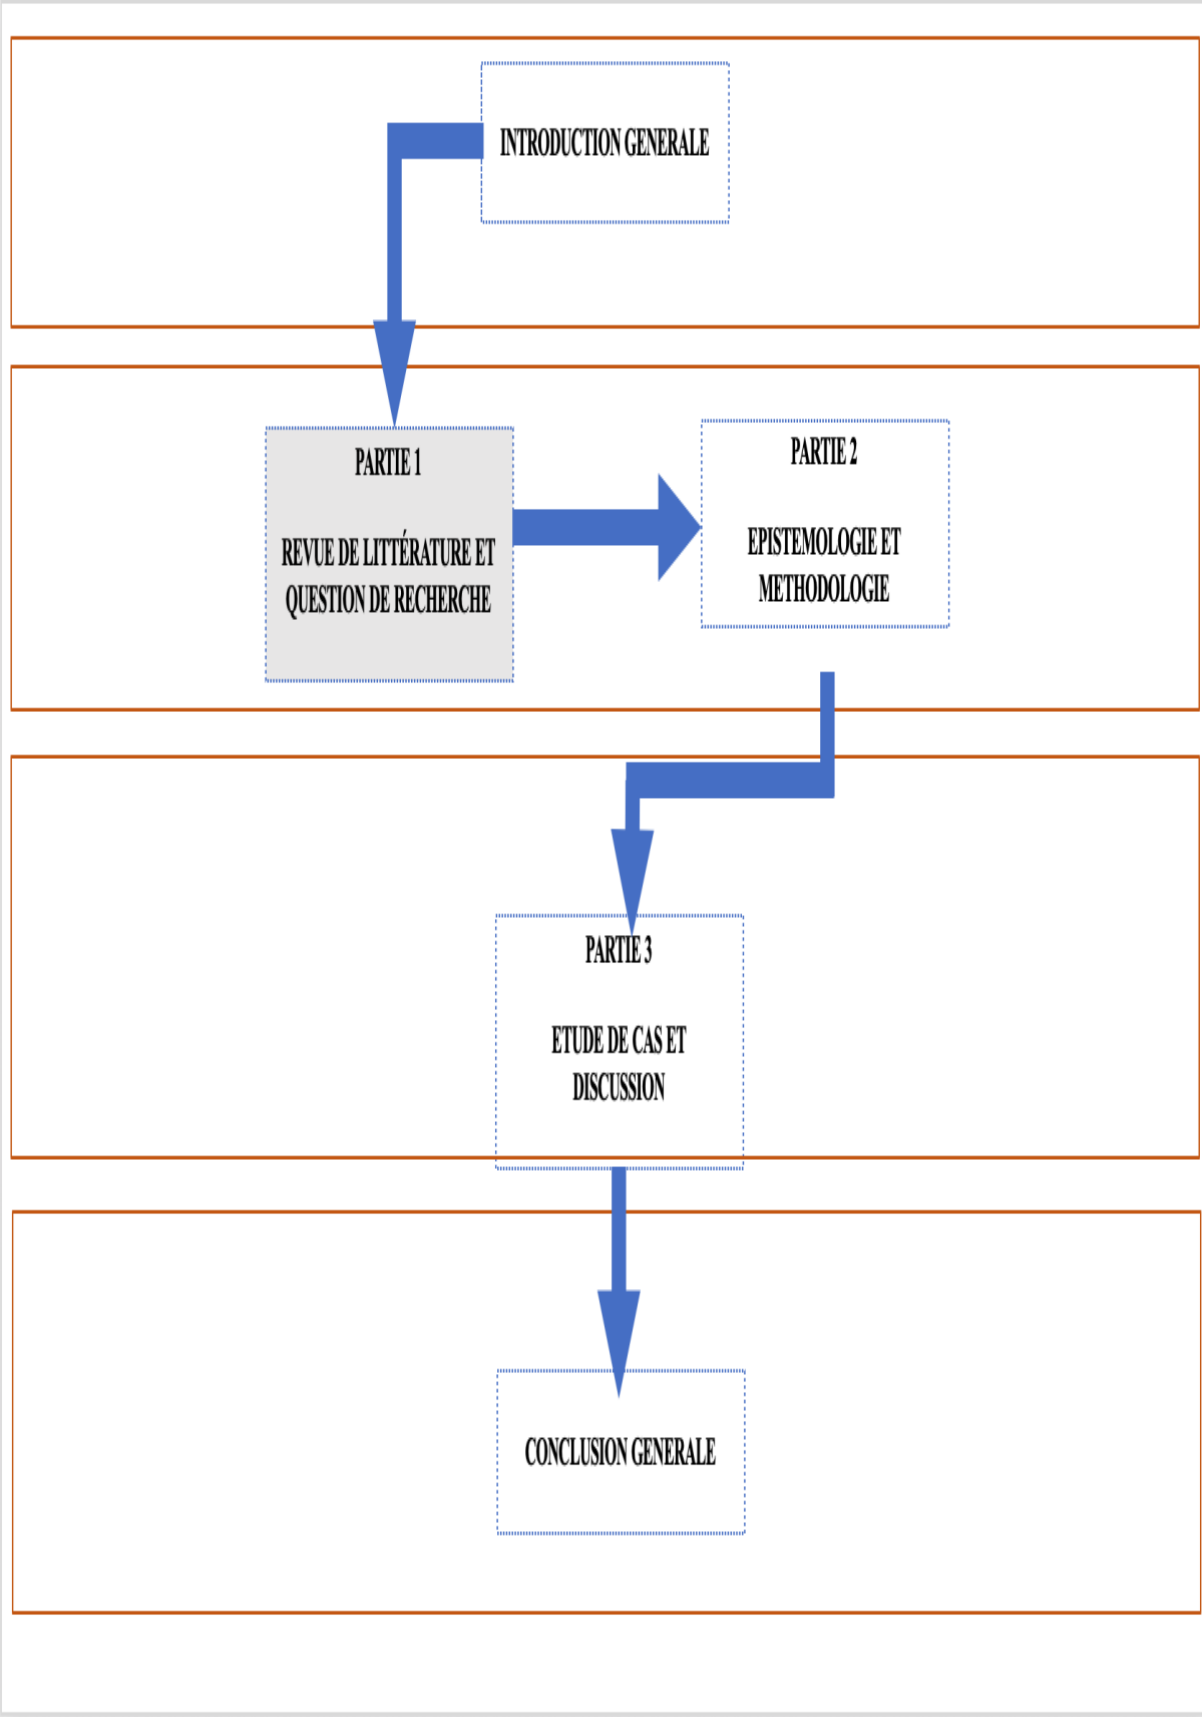 INTRODUCTION GENERALE
PARTIE 1
REVUE DE LITTÉRATURE ET
QUESTION DE RECHERCHE
PARTIE 2
EPISTEMOLOGIE ET
METHODOLOGIE
PARTIE 3
ETUDE DE CAS ET
DISCUSSION
CONCLUSION GENERALE